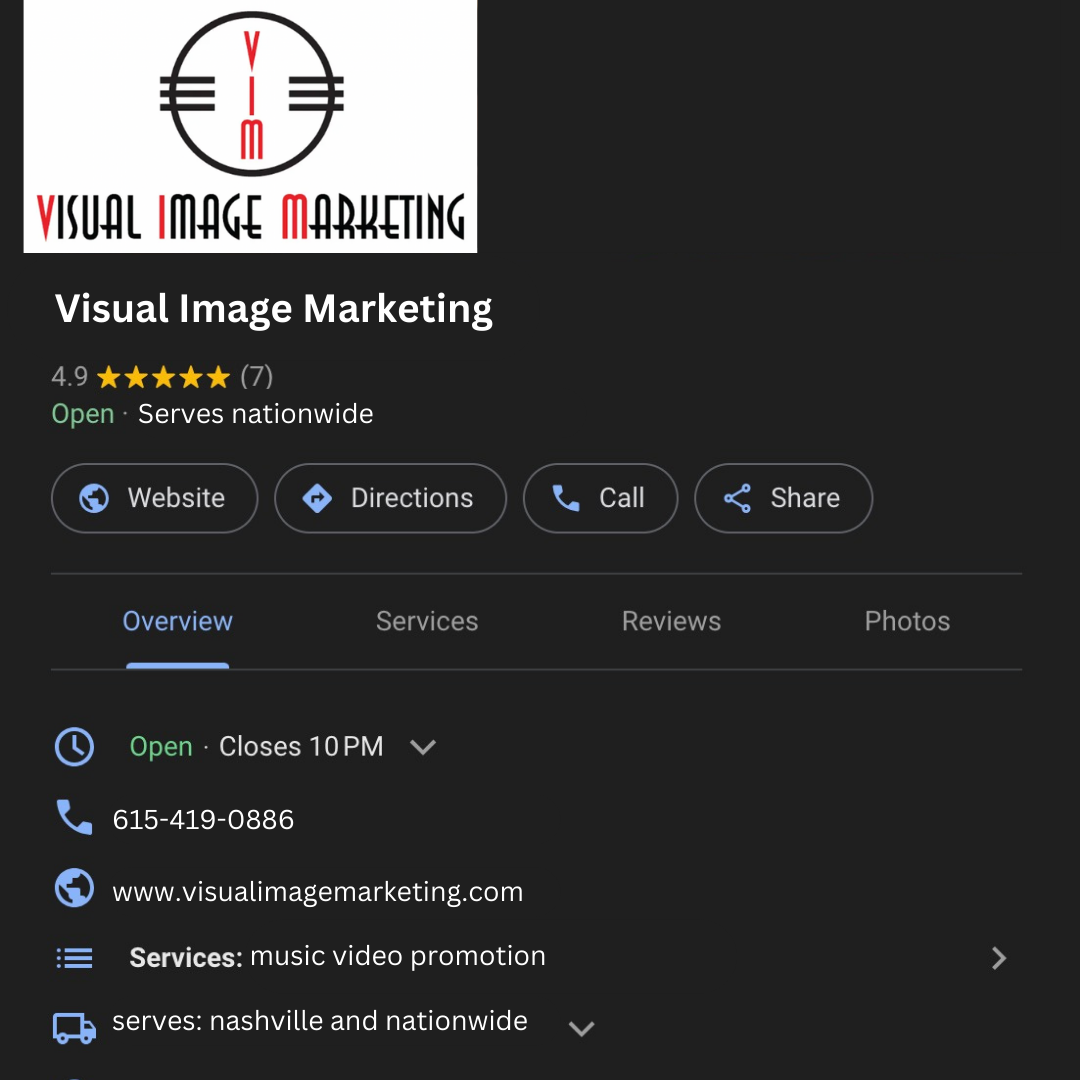 V
I
M
VISUAL IMAGE MARKETING
Visual Image Marketing
4.9 (7)
Open · Serves nationwide
Website Directions Call Share
Overview Services Reviews Photos
Open · Closes 10 PM
615-419-0886
www.visualimagemarketing.com
Services: music video promotion
serves: nashville and nationwide